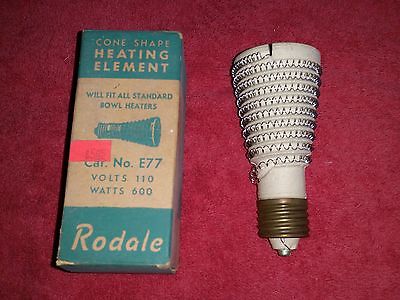 CONE SHAPE
HEATING
ELEMENT
WILL FIT ALL STANDARD
BOWL HEATERS
Cat. No. E77
VOLTS 110
WATTS 600
Rodale